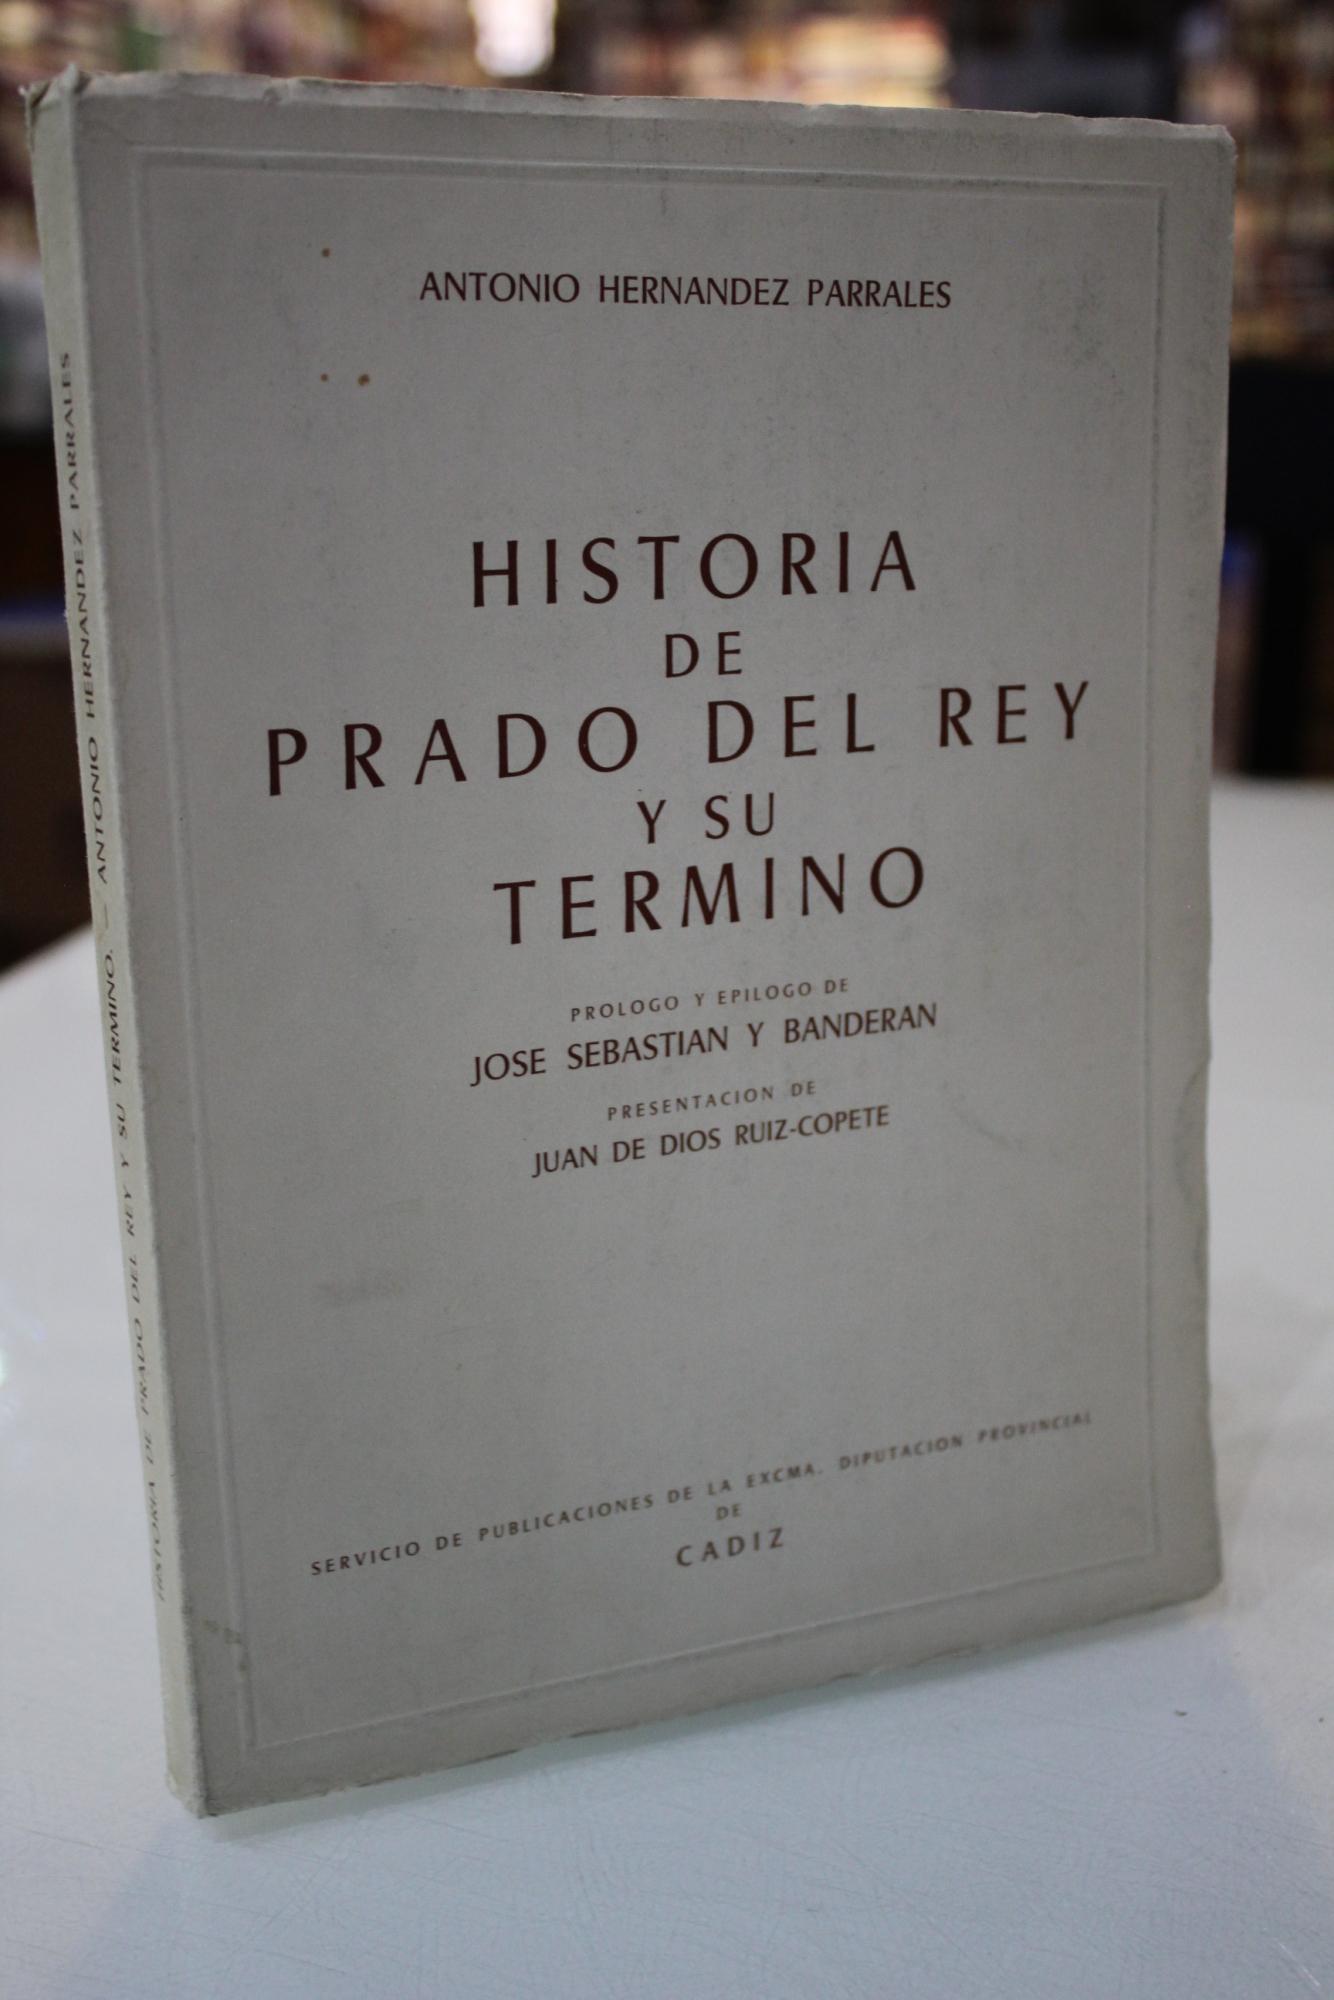 ANTONIO HERNANDEZ PARRALES
HISTORIA
DE
PRADO DEL REY
Y SU
TERMINO
PROLOGO Y EPILOGO DE
JOSE SEBASTIAN Y BANDERAN
PRESENTACION DE
JUAN DE DIOS RUIZ-COPETE
SERVICIO DE PUBLICACIONES DE LA EXCMA. DIPUTACION PROVINCIAL
DE
CADIZ
HISTORIA DE PRADO DEL REY Y SU TERMINO. — ANTONIO HERNANDEZ PARRALES